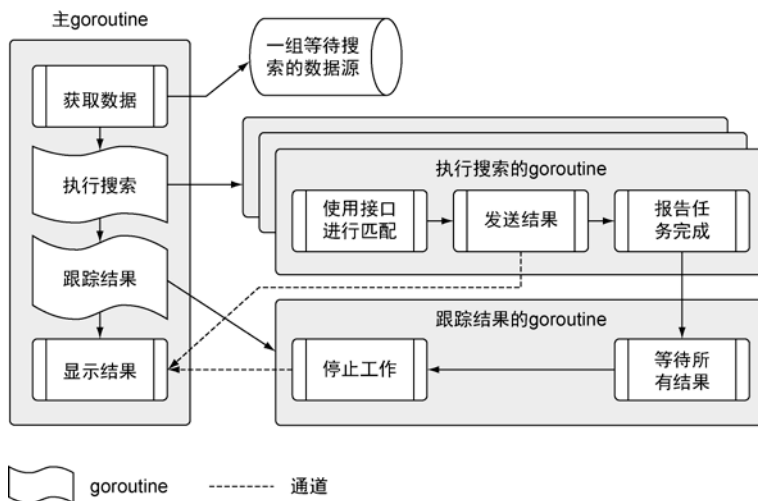 主goroutine
一组等待搜
索的数据源
获取数据
执行搜索
跟踪结果
显示结果
执行搜索的goroutine
使用接口
进行匹配
发送结果
报告任
务完成
跟踪结果的goroutine
停止工作
等待所
有结果
goroutine
通道